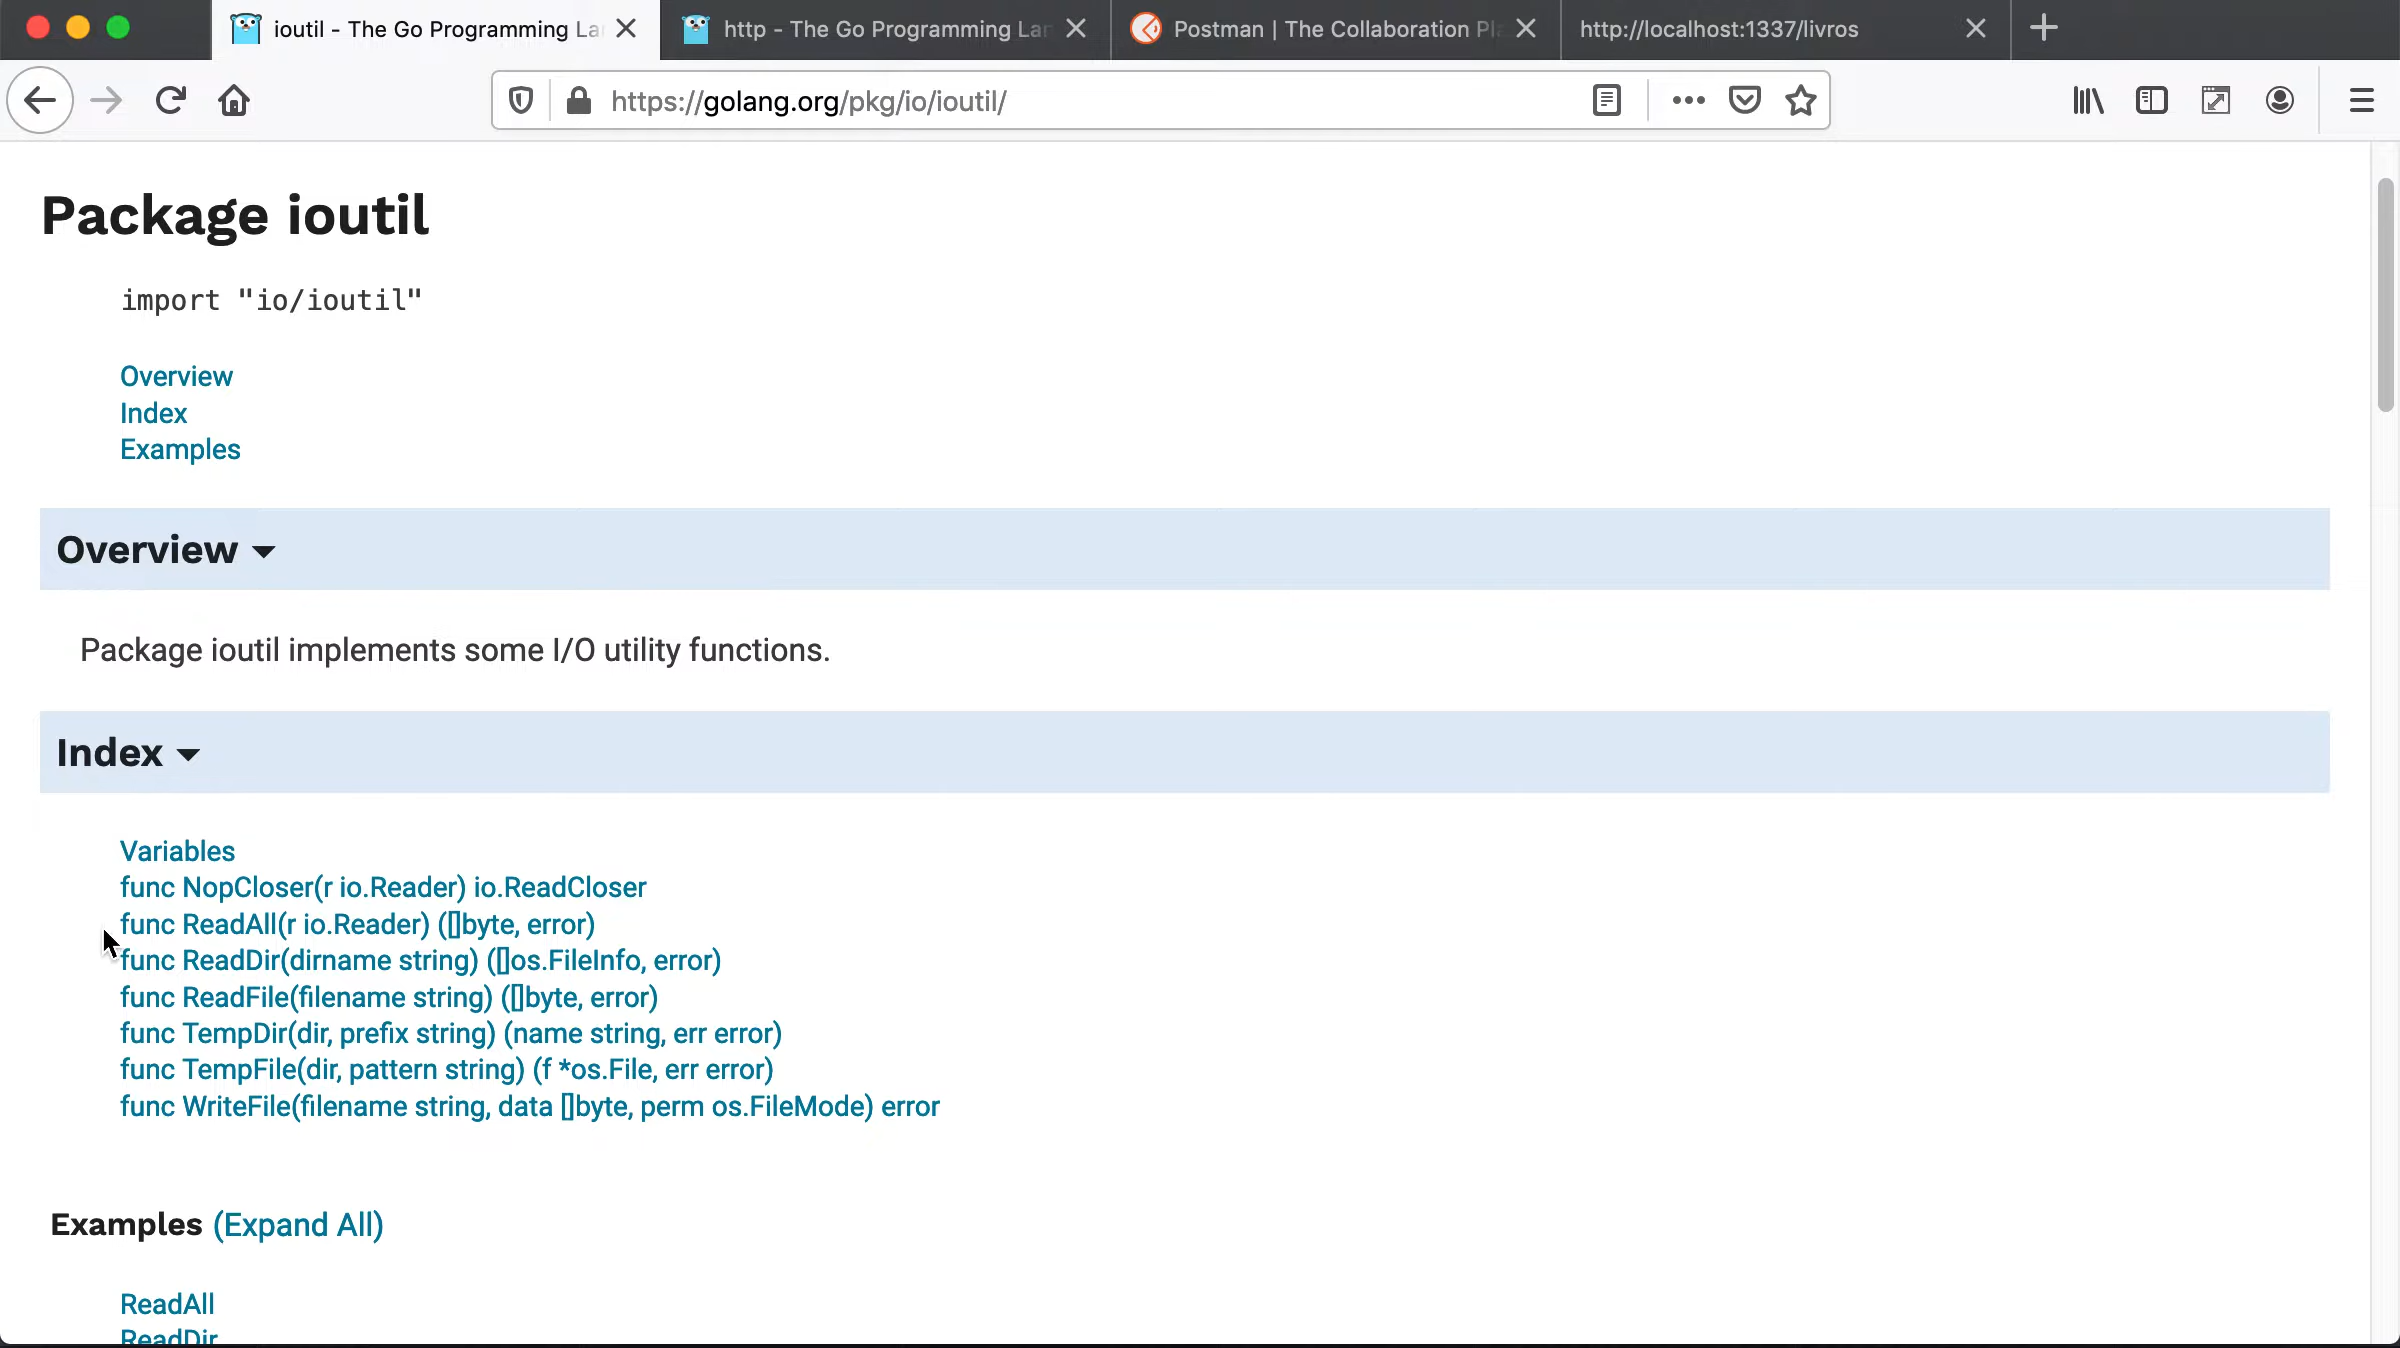 ioutil - The Go Programming La
http - The Go Programming Lan
Postman | The Collaboration Pla
http://localhost:1337/livros
https://golang.org/pkg/io/ioutil/
Package ioutil
import "io/ioutil"
Overview
Index
Examples
Overview
Package ioutil implements some I/O utility functions.
Index
Variables
func NopCloser(r io.Reader) io.ReadCloser
func ReadAll(r io.Reader) ([]byte, error)
func ReadDir(dirname string) ([]os.FileInfo, error)
func ReadFile(filename string) ([]byte, error)
func TempDir(dir, prefix string) (name string, err error)
func TempFile(dir, pattern string) (f *os.File, err error)
func WriteFile(filename string, data []byte, perm os.FileMode) error
Examples (Expand All)
ReadAll
ReadDir